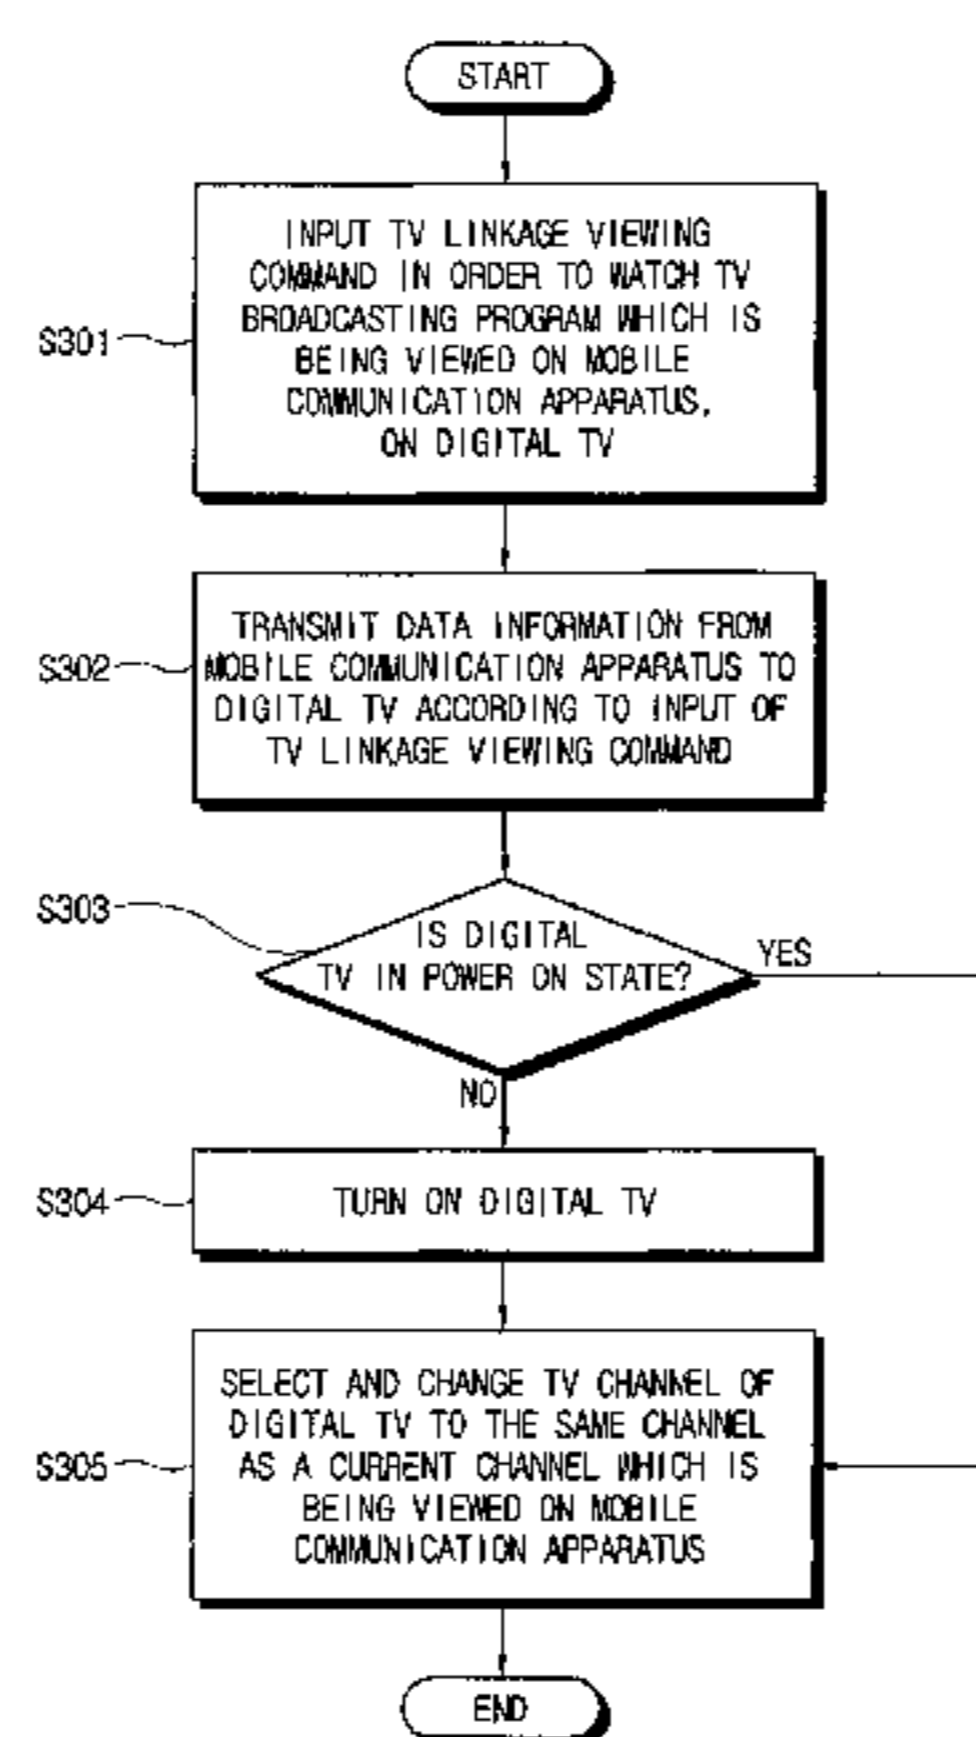 START
INPUT TV LINKAGE VIEWING
COMMAND IN ORDER TO WATCH TV
BROADCASTING PROGRAM WHICH IS
BEING VIEWED ON MOBILE
COMMUNICATION APPARATUS,
ON DIGITAL TV
S301
TRANSMIT DATA INFORMATION FROM
MOBILE COMMUNICATION APPARATUS TO
DIGITAL TV ACCORDING TO INPUT OF
TV LINKAGE VIEWING COMMAND
S302
S303
IS DIGITAL
TV IN POWER ON STATE?
YES
NO
S304
TURN ON DIGITAL TV
SELECT AND CHANGE TV CHANNEL OF
DIGITAL TV TO THE SAME CHANNEL
AS A CURRENT CHANNEL WHICH IS
BEING VIEWED ON MOBILE
COMMUNICATION APPARATUS
S305
END